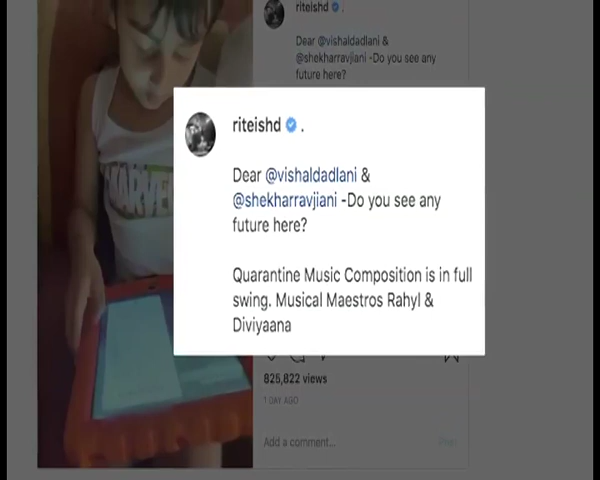 riteishd .
Dear @vishaldadlani &
@shekharravjiani -Do you see any
future here?
riteishd .
Dear @vishaldadlani &
@shekharravjiani -Do you see any
future here?
Quarantine Music Composition is in full
swing. Musical Maestros Rahyl &
Diviyaana
825,822 views
1 DAY AGO
Add a comment...
Post